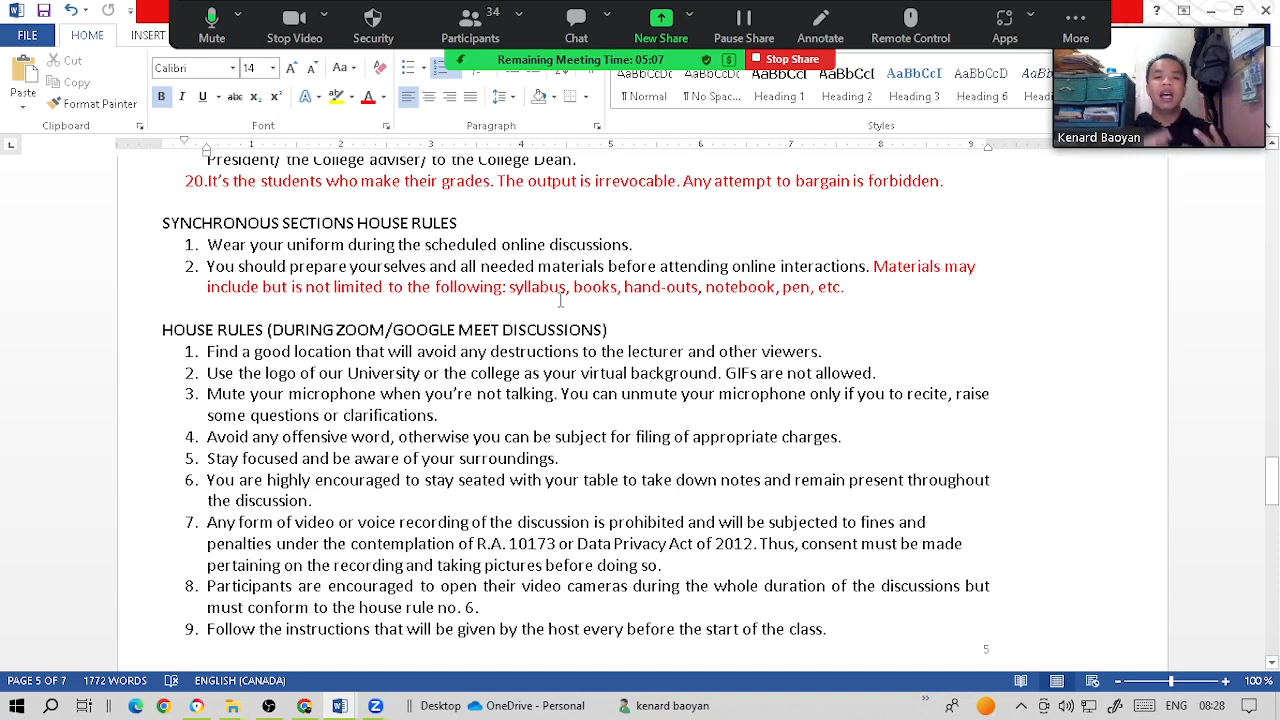 34
Mute
Stop Video
Security
Participants
Chat
New Share
Pause Share
Annotate
Remote Control
Apps
More
FILE
HOME
INSERT
Remaining Meeting Time: 05:07
Stop Share
Cut
Copy
Format Painter
Paste
Calibri
14
AaBbCcI
¶ Normal
¶ No Spac...
Heading 1
Heading 2
Heading 3
Heading 6
Clipboard
Font
Paragraph
Styles
Kenard Baoyan
President/ the College adviser/ to the College Dean.
20.It’s the students who make their grades. The output is irrevocable. Any attempt to bargain is forbidden.
SYNCHRONOUS SECTIONS HOUSE RULES
1. Wear your uniform during the scheduled online discussions.
2. You should prepare yourselves and all needed materials before attending online interactions. Materials may
include but is not limited to the following: syllabus, books, hand-outs, notebook, pen, etc.
HOUSE RULES (DURING ZOOM/GOOGLE MEET DISCUSSIONS)
1. Find a good location that will avoid any destructions to the lecturer and other viewers.
2. Use the logo of our University or the college as your virtual background. GIFs are not allowed.
3. Mute your microphone when you’re not talking. You can unmute your microphone only if you to recite, raise
some questions or clarifications.
4. Avoid any offensive word, otherwise you can be subject for filing of appropriate charges.
5. Stay focused and be aware of your surroundings.
6. You are highly encouraged to stay seated with your table to take down notes and remain present throughout
the discussion.
7. Any form of video or voice recording of the discussion is prohibited and will be subjected to fines and
penalties under the contemplation of R.A. 10173 or Data Privacy Act of 2012. Thus, consent must be made
pertaining on the recording and taking pictures before doing so.
8. Participants are encouraged to open their video cameras during the whole duration of the discussions but
must conform to the house rule no. 6.
9. Follow the instructions that will be given by the host every before the start of the class.
5
PAGE 5 OF 7
1772 WORDS
ENGLISH (CANADA)
100 %
Desktop
OneDrive - Personal
kenard baoyan
ENG
08:28